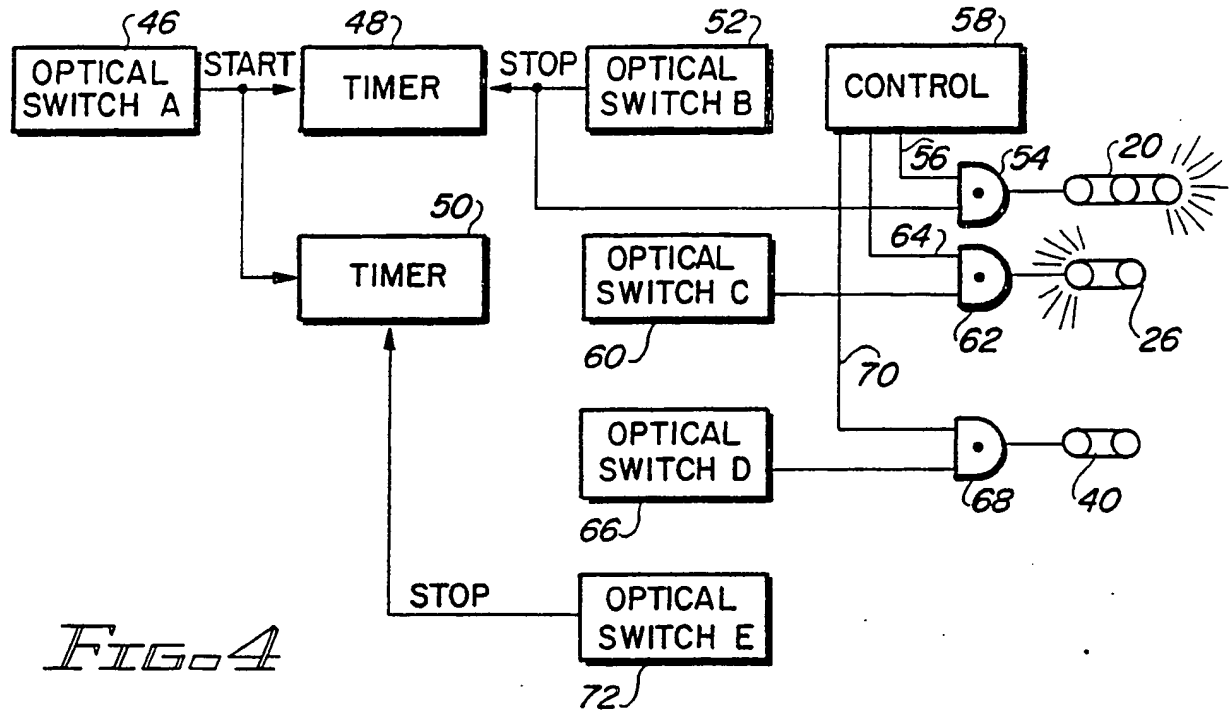 46
48
52
58
OPTICAL
SWITCH A
START
TIMER
STOP
OPTICAL
SWITCH B
CONTROL
56
54
20
50
TIMER
OPTICAL
SWITCH C
60
64
62
26
70
OPTICAL
SWITCH D
66
68
40
STOP
OPTICAL
SWITCH E
72
FIG. 4